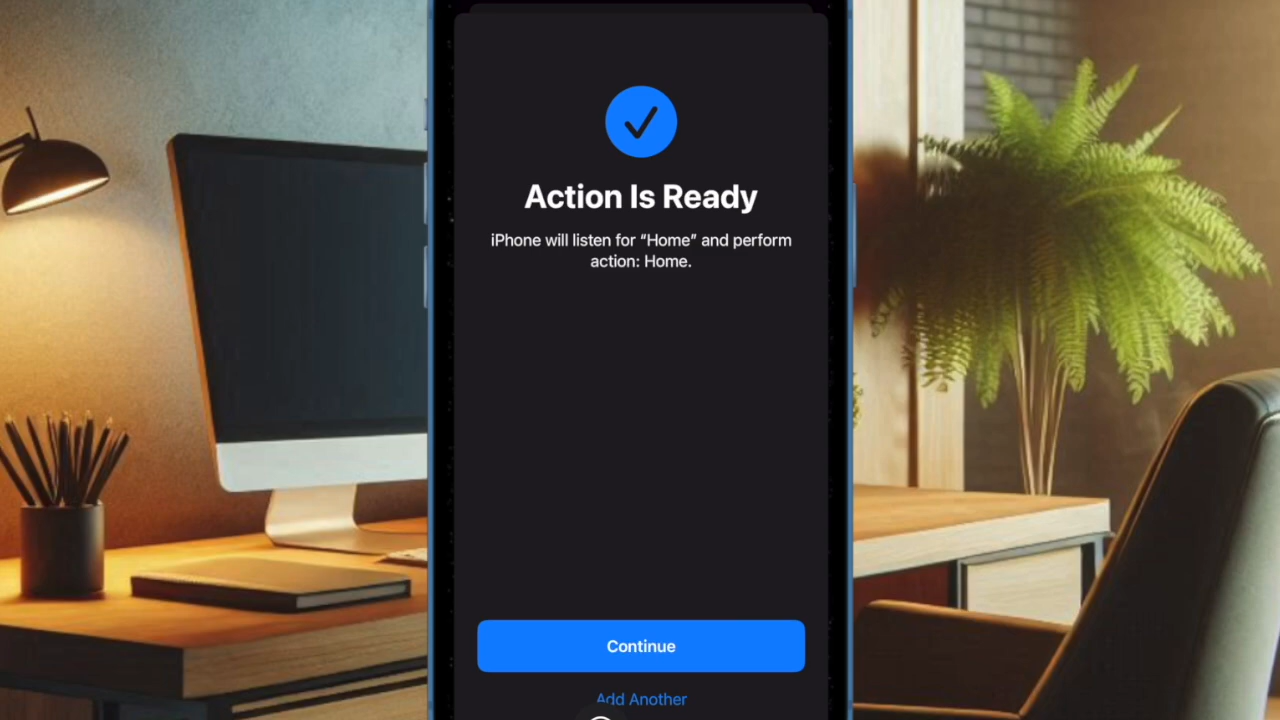 Action Is Ready
iPhone will listen for “Home” and perform
action: Home.
Continue
Add Another